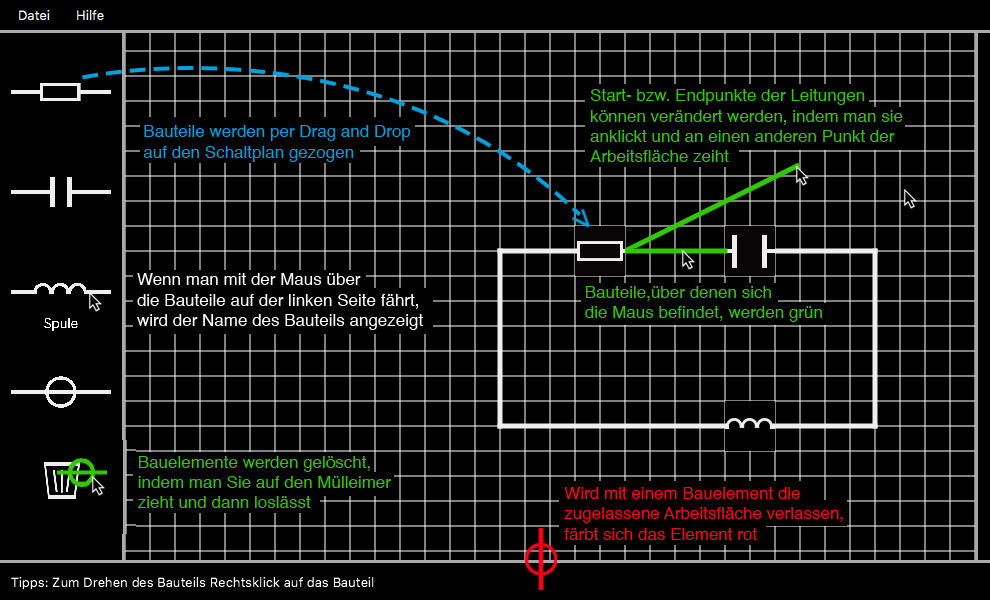 Datei Hilfe
Start- bzw. Endpunkte der Leitungen
können verändert werden, indem man sie
anklickt und an einen anderen Punkt der
Arbeitsfläche zeiht
Bauteile werden per Drag and Drop
auf den Schaltplan gezogen
Wenn man mit der Maus über
die Bauteile auf der linken Seite fährt,
wird der Name des Bauteils angezeigt
Spule
Bauteile,über denen sich
die Maus befindet, werden grün
Bauelemente werden gelöscht,
indem man Sie auf den Mülleimer
zieht und dann loslässt
Wird mit einem Bauelement die
zugelassene Arbeitsfläche verlassen,
färbt sich das Element rot
Tipps: Zum Drehen des Bauteils Rechtsklick auf das Bauteil